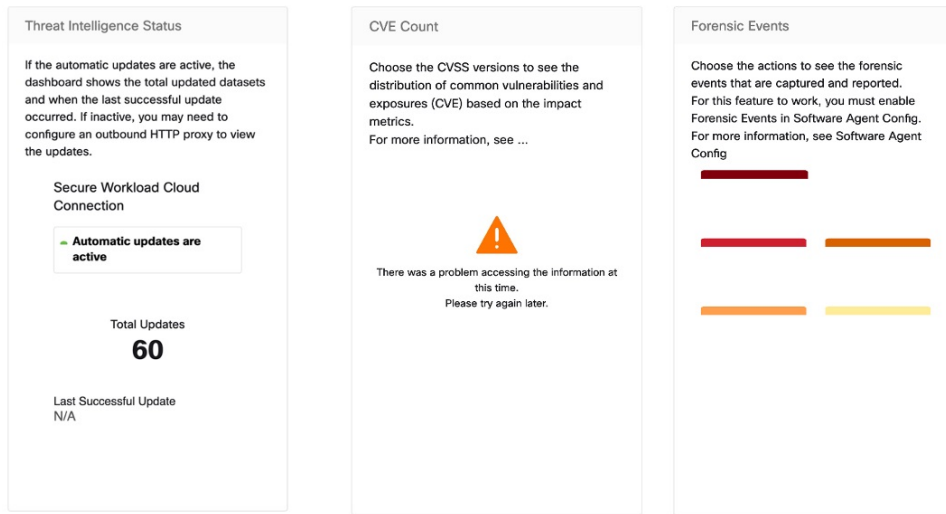 Threat Intelligence Status
If the automatic updates are active, the
dashboard shows the total updated datasets
and when the last successful update
occurred. If inactive, you may need to
configure an outbound HTTP proxy to view
the updates.
Secure Workload Cloud
Connection
Automatic updates are
active
Total Updates
60
Last Successful Update
N/A
CVE Count
Choose the CVSS versions to see the
distribution of common vulnerabilities and
exposures (CVE) based on the impact
metrics.
For more information, see ...
There was a problem accessing the information at
this time.
Please try again later.
Forensic Events
Choose the actions to see the forensic
events that are captured and reported.
For this feature to work, you must enable
Forensic Events in Software Agent Config.
For more information, see Software Agent
Config